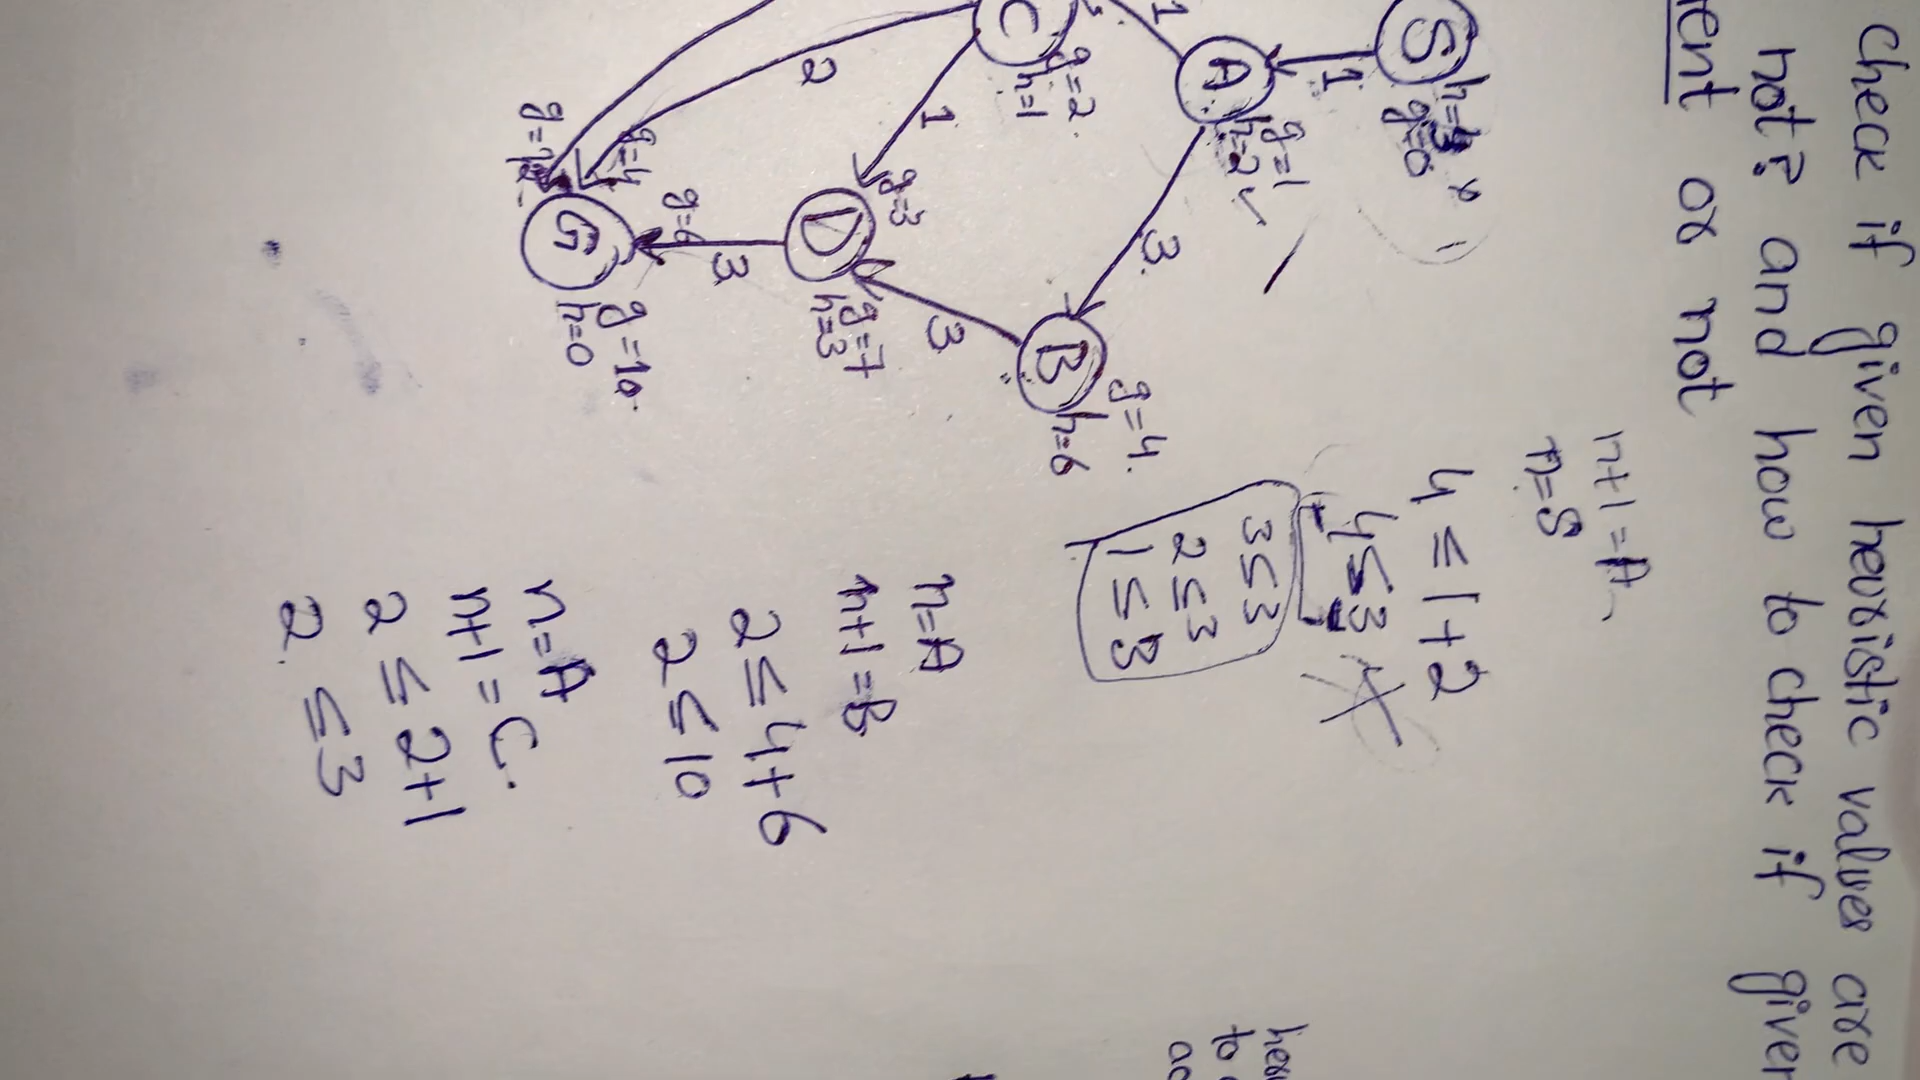 check if given heuristic values are
not? and how to check if given
ent or not
S
h=
g=0
1
A
g=1
h=2
1
3
C
g=2
h=1
B
g=4
h=6
1
2
3
D
g=3
g=7
h=3
3
g=6
g=4
g=
G
g=10
h=0
n+1=A
n=S
4 ≤ 1+2
4 ≤ 3
3 ≤ 3
2 ≤ 3
1 ≤ 3
n=A
n+1=B
2 ≤ 4+6
2 ≤ 10
n=A
n+1=C
2 ≤ 2+1
2 ≤ 3
to